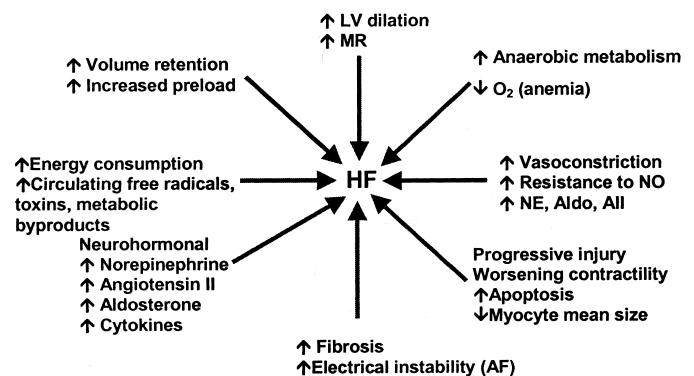 ↑ LV dilation
↑ MR
↑ Volume retention
↑ Increased preload
↑ Anaerobic metabolism
↓ O₂ (anemia)
↑Energy consumption
↑Circulating free radicals,
toxins, metabolic
byproducts
HF
↑ Vasoconstriction
↑ Resistance to NO
↑ NE, Aldo, AII
Neurohormonal
↑ Norepinephrine
↑ Angiotensin II
↑ Aldosterone
↑ Cytokines
Progressive injury
Worsening contractility
↑Apoptosis
↓Myocyte mean size
↑ Fibrosis
↑Electrical instability (AF)